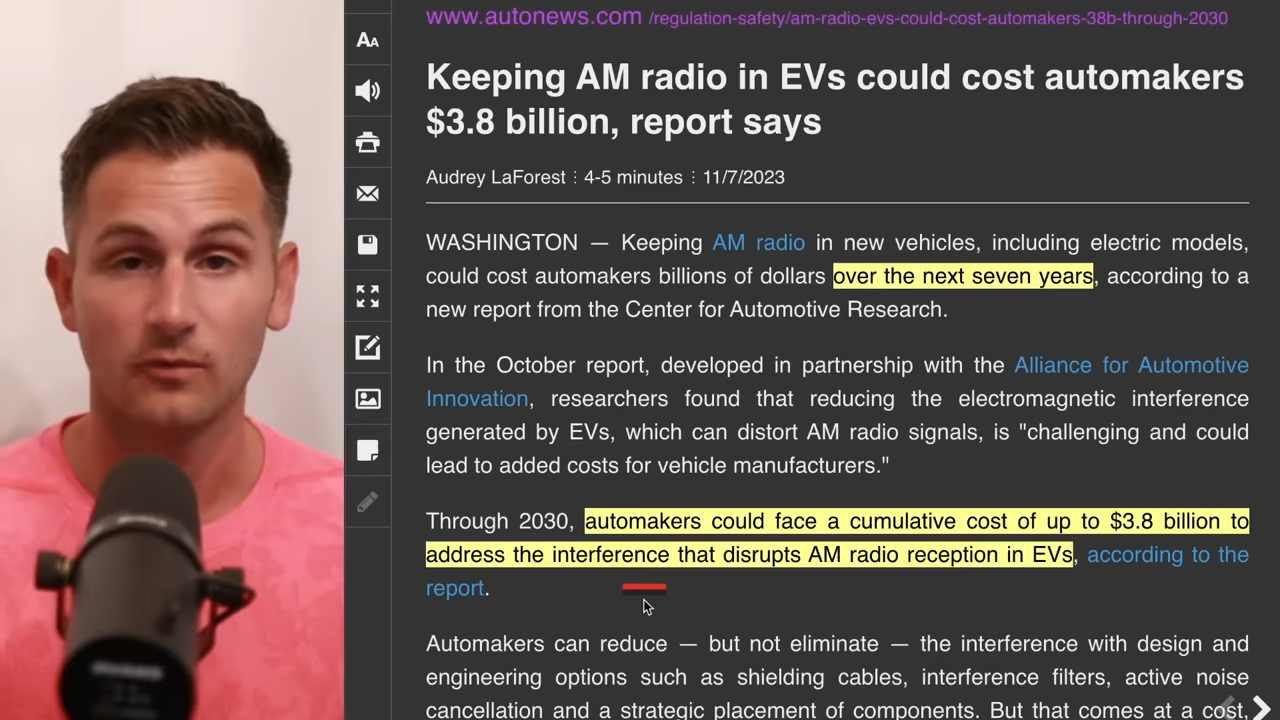 www.autonews.com /regulation-safety/am-radio-evs-could-cost-automakers-38b-through-2030
Keeping AM radio in EVs could cost automakers
$3.8 billion, report says
Audrey LaForest ⋮ 4-5 minutes ⋮ 11/7/2023
WASHINGTON — Keeping AM radio in new vehicles, including electric models,
could cost automakers billions of dollars over the next seven years, according to a
new report from the Center for Automotive Research.
In the October report, developed in partnership with the Alliance for Automotive
Innovation, researchers found that reducing the electromagnetic interference
generated by EVs, which can distort AM radio signals, is "challenging and could
lead to added costs for vehicle manufacturers."
Through 2030, automakers could face a cumulative cost of up to $3.8 billion to
address the interference that disrupts AM radio reception in EVs, according to the
report.
Automakers can reduce — but not eliminate — the interference with design and
engineering options such as shielding cables, interference filters, active noise
cancellation and a strategic placement of components. But that comes at a cost,